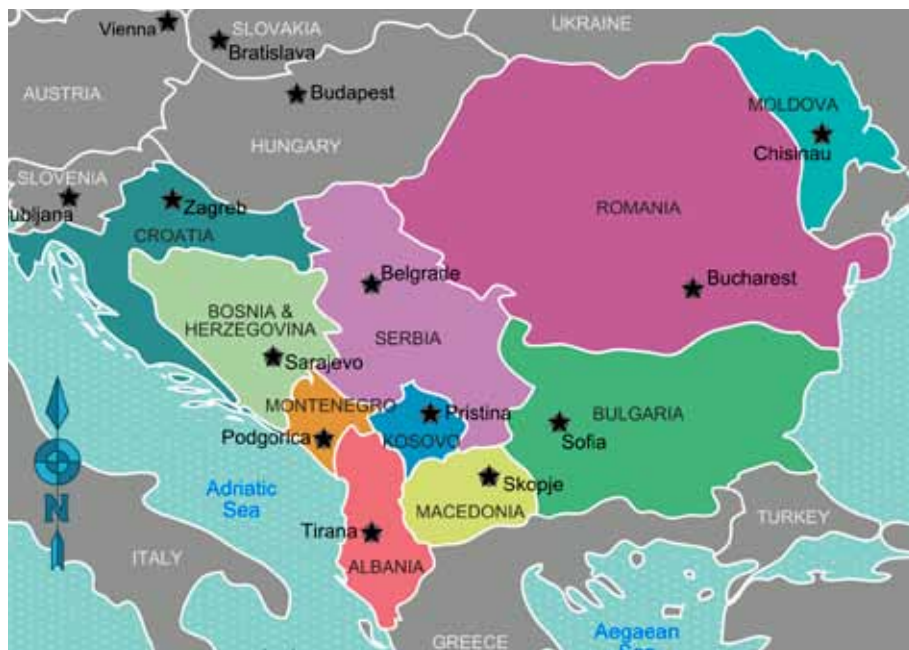 UKRAINE
Vienna
SLOVAKIA
Bratislava
AUSTRIA
Budapest
MOLDOVA
HUNGARY
Chisinau
SLOVENIA
ubljana
Zagreb
ROMANIA
CROATIA
Belgrade
Bucharest
BOSNIA &
HERZEGOVINA
SERBIA
Sarajevo
MONTENEGRO
Pristina
BULGARIA
Podgorica
KOSOVO
Sofia
Adriatic
Sea
Skopje
MACEDONIA
TURKEY
N
Tirana
ITALY
ALBANIA
GREECE
Aegaean
Sea